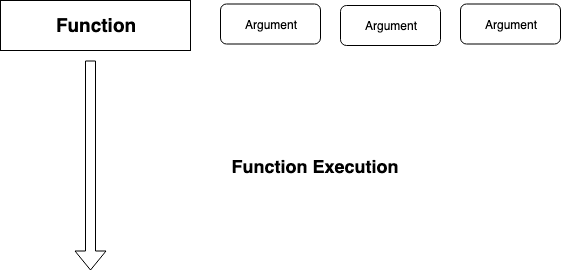 Function
Argument
Argument
Argument
Function Execution